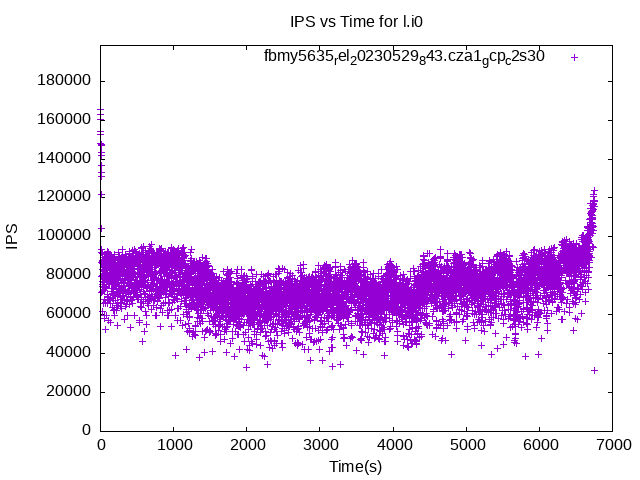 IPS vs Time for l.i0
fbmy5635rel20230529843.cza1gcpc2s30
180000
160000
140000
120000
100000
80000
60000
40000
20000
0
IPS
0 1000 2000 3000 4000 5000 6000 7000
Time(s)